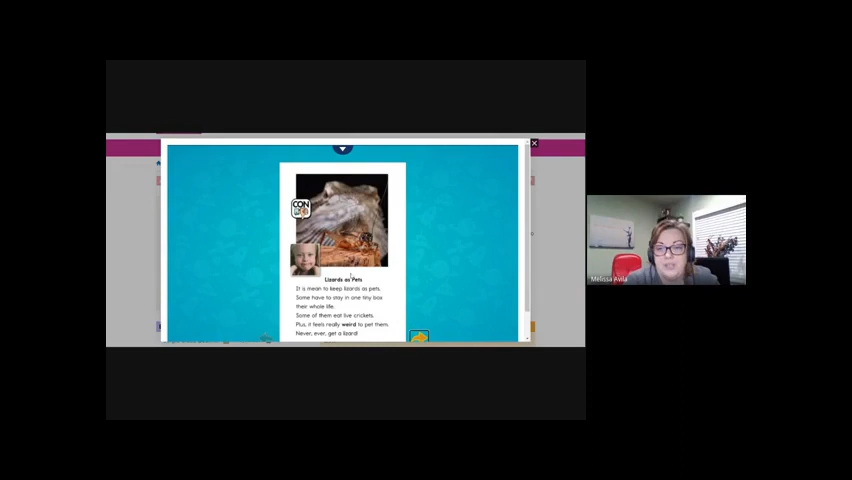 CON
Lizards as Pets
It is mean to keep lizards as pets.
Some have to stay in one tiny box
their whole life.
Some of them eat live crickets.
Plus, it feels really weird to pet them.
Never, ever, get a lizard!
Melissa Avila